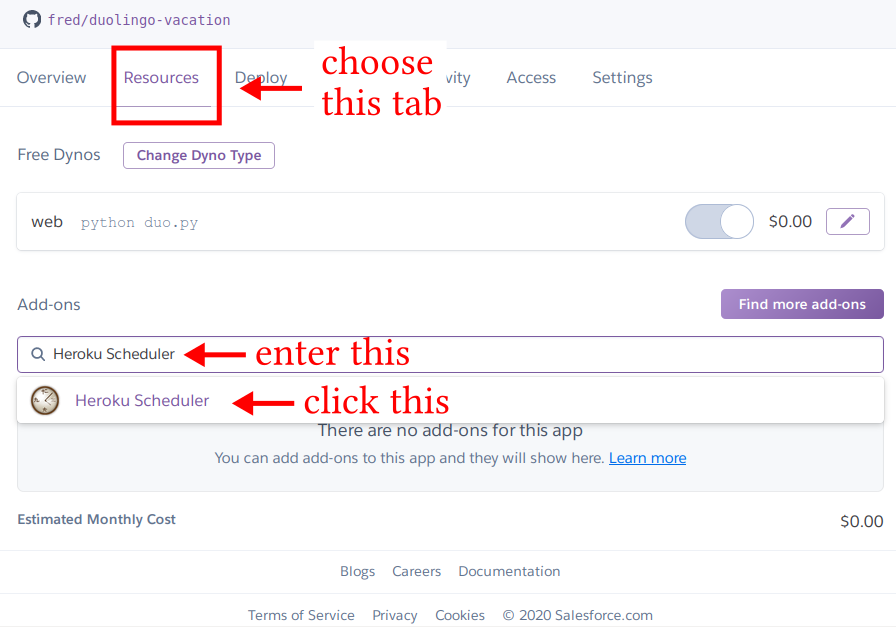 fred/duolingo-vacation
Overview Resources Deploy vity Access Settings
choose
this tab
Free Dynos Change Dyno Type
web python duo.py $0.00
Add-ons Find more add-ons
Heroku Scheduler enter this
Heroku Scheduler click this
There are no add-ons for this app
You can add add-ons to this app and they will show here. Learn more
Estimated Monthly Cost $0.00
Blogs Careers Documentation
Terms of Service Privacy Cookies © 2020 Salesforce.com